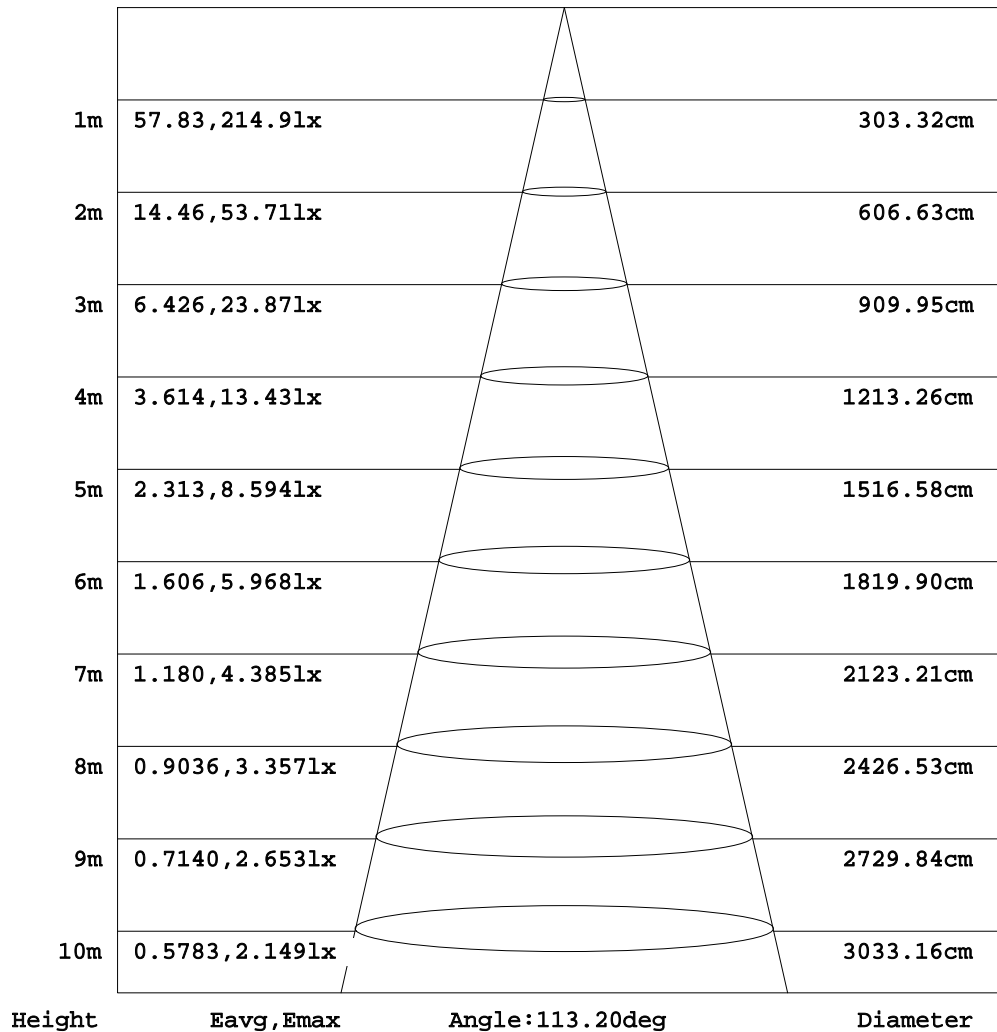 1m 57.83,214.9lx 303.32cm
2m 14.46,53.71lx 606.63cm
3m 6.426,23.87lx 909.95cm
4m 3.614,13.43lx 1213.26cm
5m 2.313,8.594lx 1516.58cm
6m 1.606,5.968lx 1819.90cm
7m 1.180,4.385lx 2123.21cm
8m 0.9036,3.357lx 2426.53cm
9m 0.7140,2.653lx 2729.84cm
10m 0.5783,2.149lx 3033.16cm
Height Eavg,Emax Angle:113.20deg Diameter